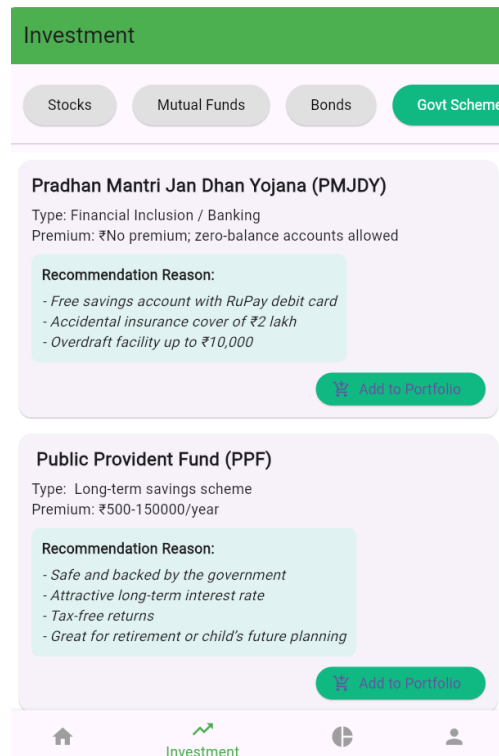 Investment
Stocks Mutual Funds Bonds Govt Scheme
Pradhan Mantri Jan Dhan Yojana (PMJDY)
Type: Financial Inclusion / Banking
Premium: ₹No premium; zero-balance accounts allowed
Recommendation Reason:
- Free savings account with RuPay debit card
- Accidental insurance cover of ₹2 lakh
- Overdraft facility up to ₹10,000
Add to Portfolio
Public Provident Fund (PPF)
Type: Long-term savings scheme
Premium: ₹500-150000/year
Recommendation Reason:
- Safe and backed by the government
- Attractive long-term interest rate
- Tax-free returns
- Great for retirement or child's future planning
Add to Portfolio
Investment